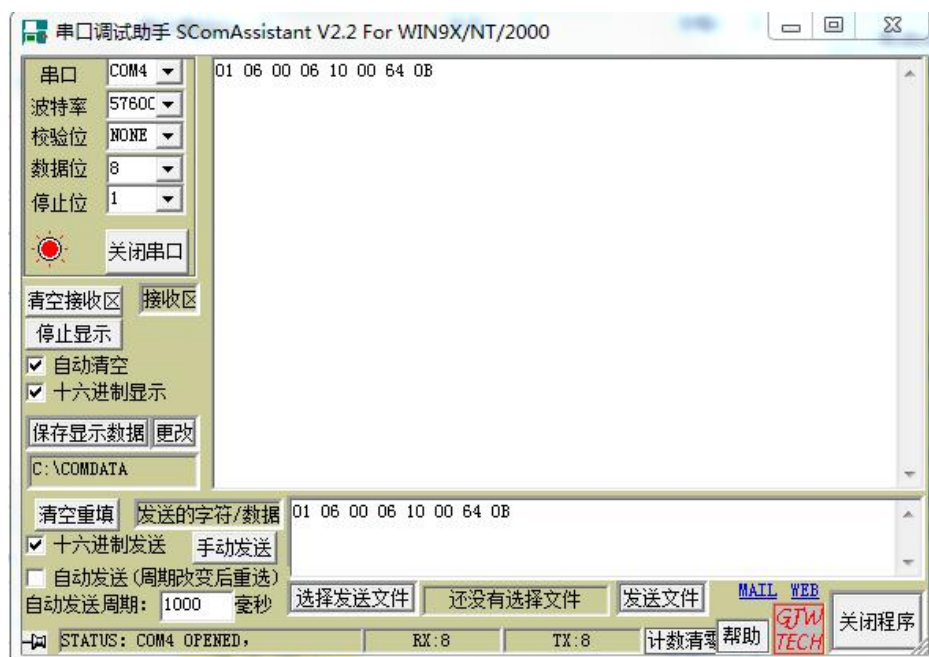 串口调试助手 SComAssistant V2.2 For WIN9X/NT/2000
串口 COM4
波特率 57600
校验位 NONE
数据位 8
停止位 1
关闭串口
清空接收区 接收区
停止显示
自动清空
十六进制显示
保存显示数据 更改
C:\COMDATA
01 06 00 06 10 00 64 0B
清空重填 发送的字符/数据
01 06 00 06 10 00 64 0B
十六进制发送 手动发送
自动发送(周期改变后重选)
自动发送周期: 1000 毫秒
选择发送文件 还没有选择文件 发送文件
MAIL WEB
GJW
TECH
关闭程序
STATUS: COM4 OPENED, RX:8 TX:8 计数清零 帮助